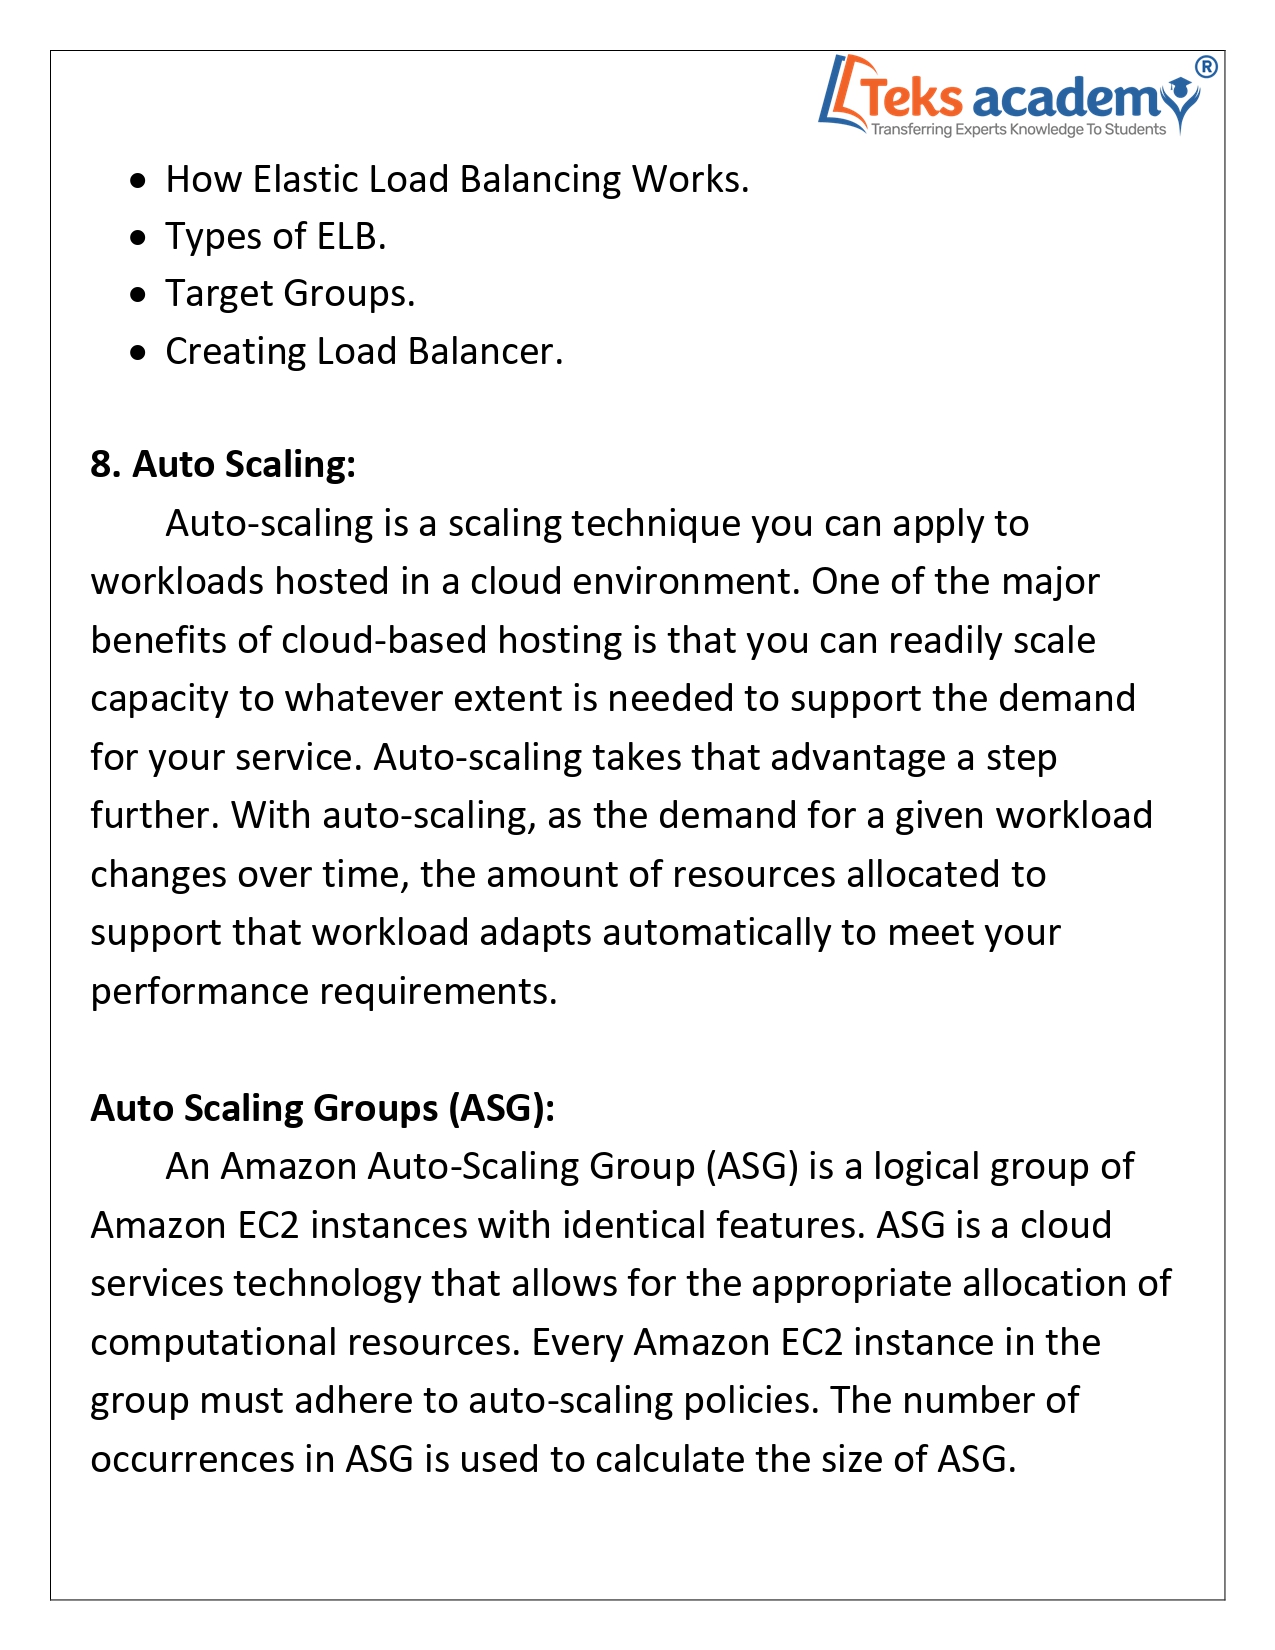 Teks academy®
Transferring Experts Knowledge To Students
• How Elastic Load Balancing Works.
• Types of ELB.
• Target Groups.
• Creating Load Balancer.
8. Auto Scaling:
Auto-scaling is a scaling technique you can apply to
workloads hosted in a cloud environment. One of the major
benefits of cloud-based hosting is that you can readily scale
capacity to whatever extent is needed to support the demand
for your service. Auto-scaling takes that advantage a step
further. With auto-scaling, as the demand for a given workload
changes over time, the amount of resources allocated to
support that workload adapts automatically to meet your
performance requirements.
Auto Scaling Groups (ASG):
An Amazon Auto-Scaling Group (ASG) is a logical group of
Amazon EC2 instances with identical features. ASG is a cloud
services technology that allows for the appropriate allocation of
computational resources. Every Amazon EC2 instance in the
group must adhere to auto-scaling policies. The number of
occurrences in ASG is used to calculate the size of ASG.